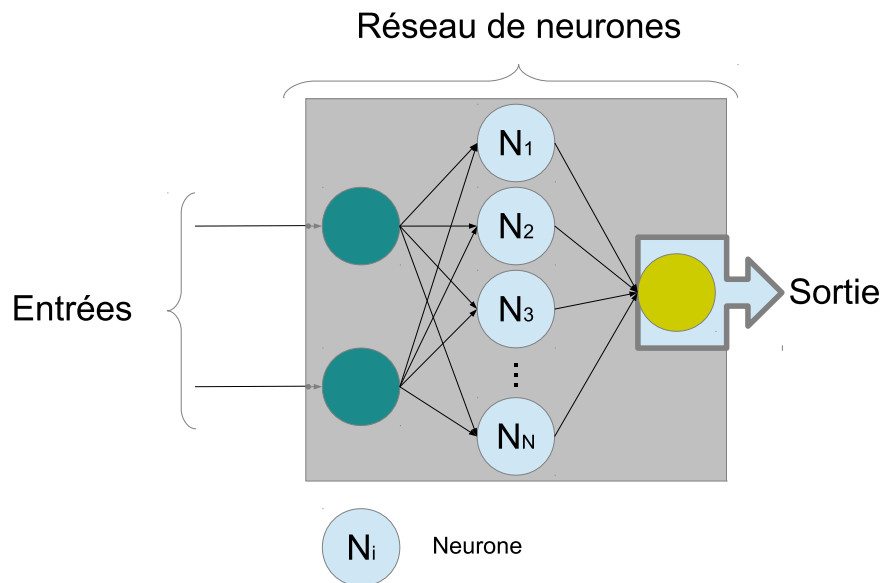 Réseau de neurones
N1
N2
Entrées
N3
Sortie
⋮
NN
Ni Neurone